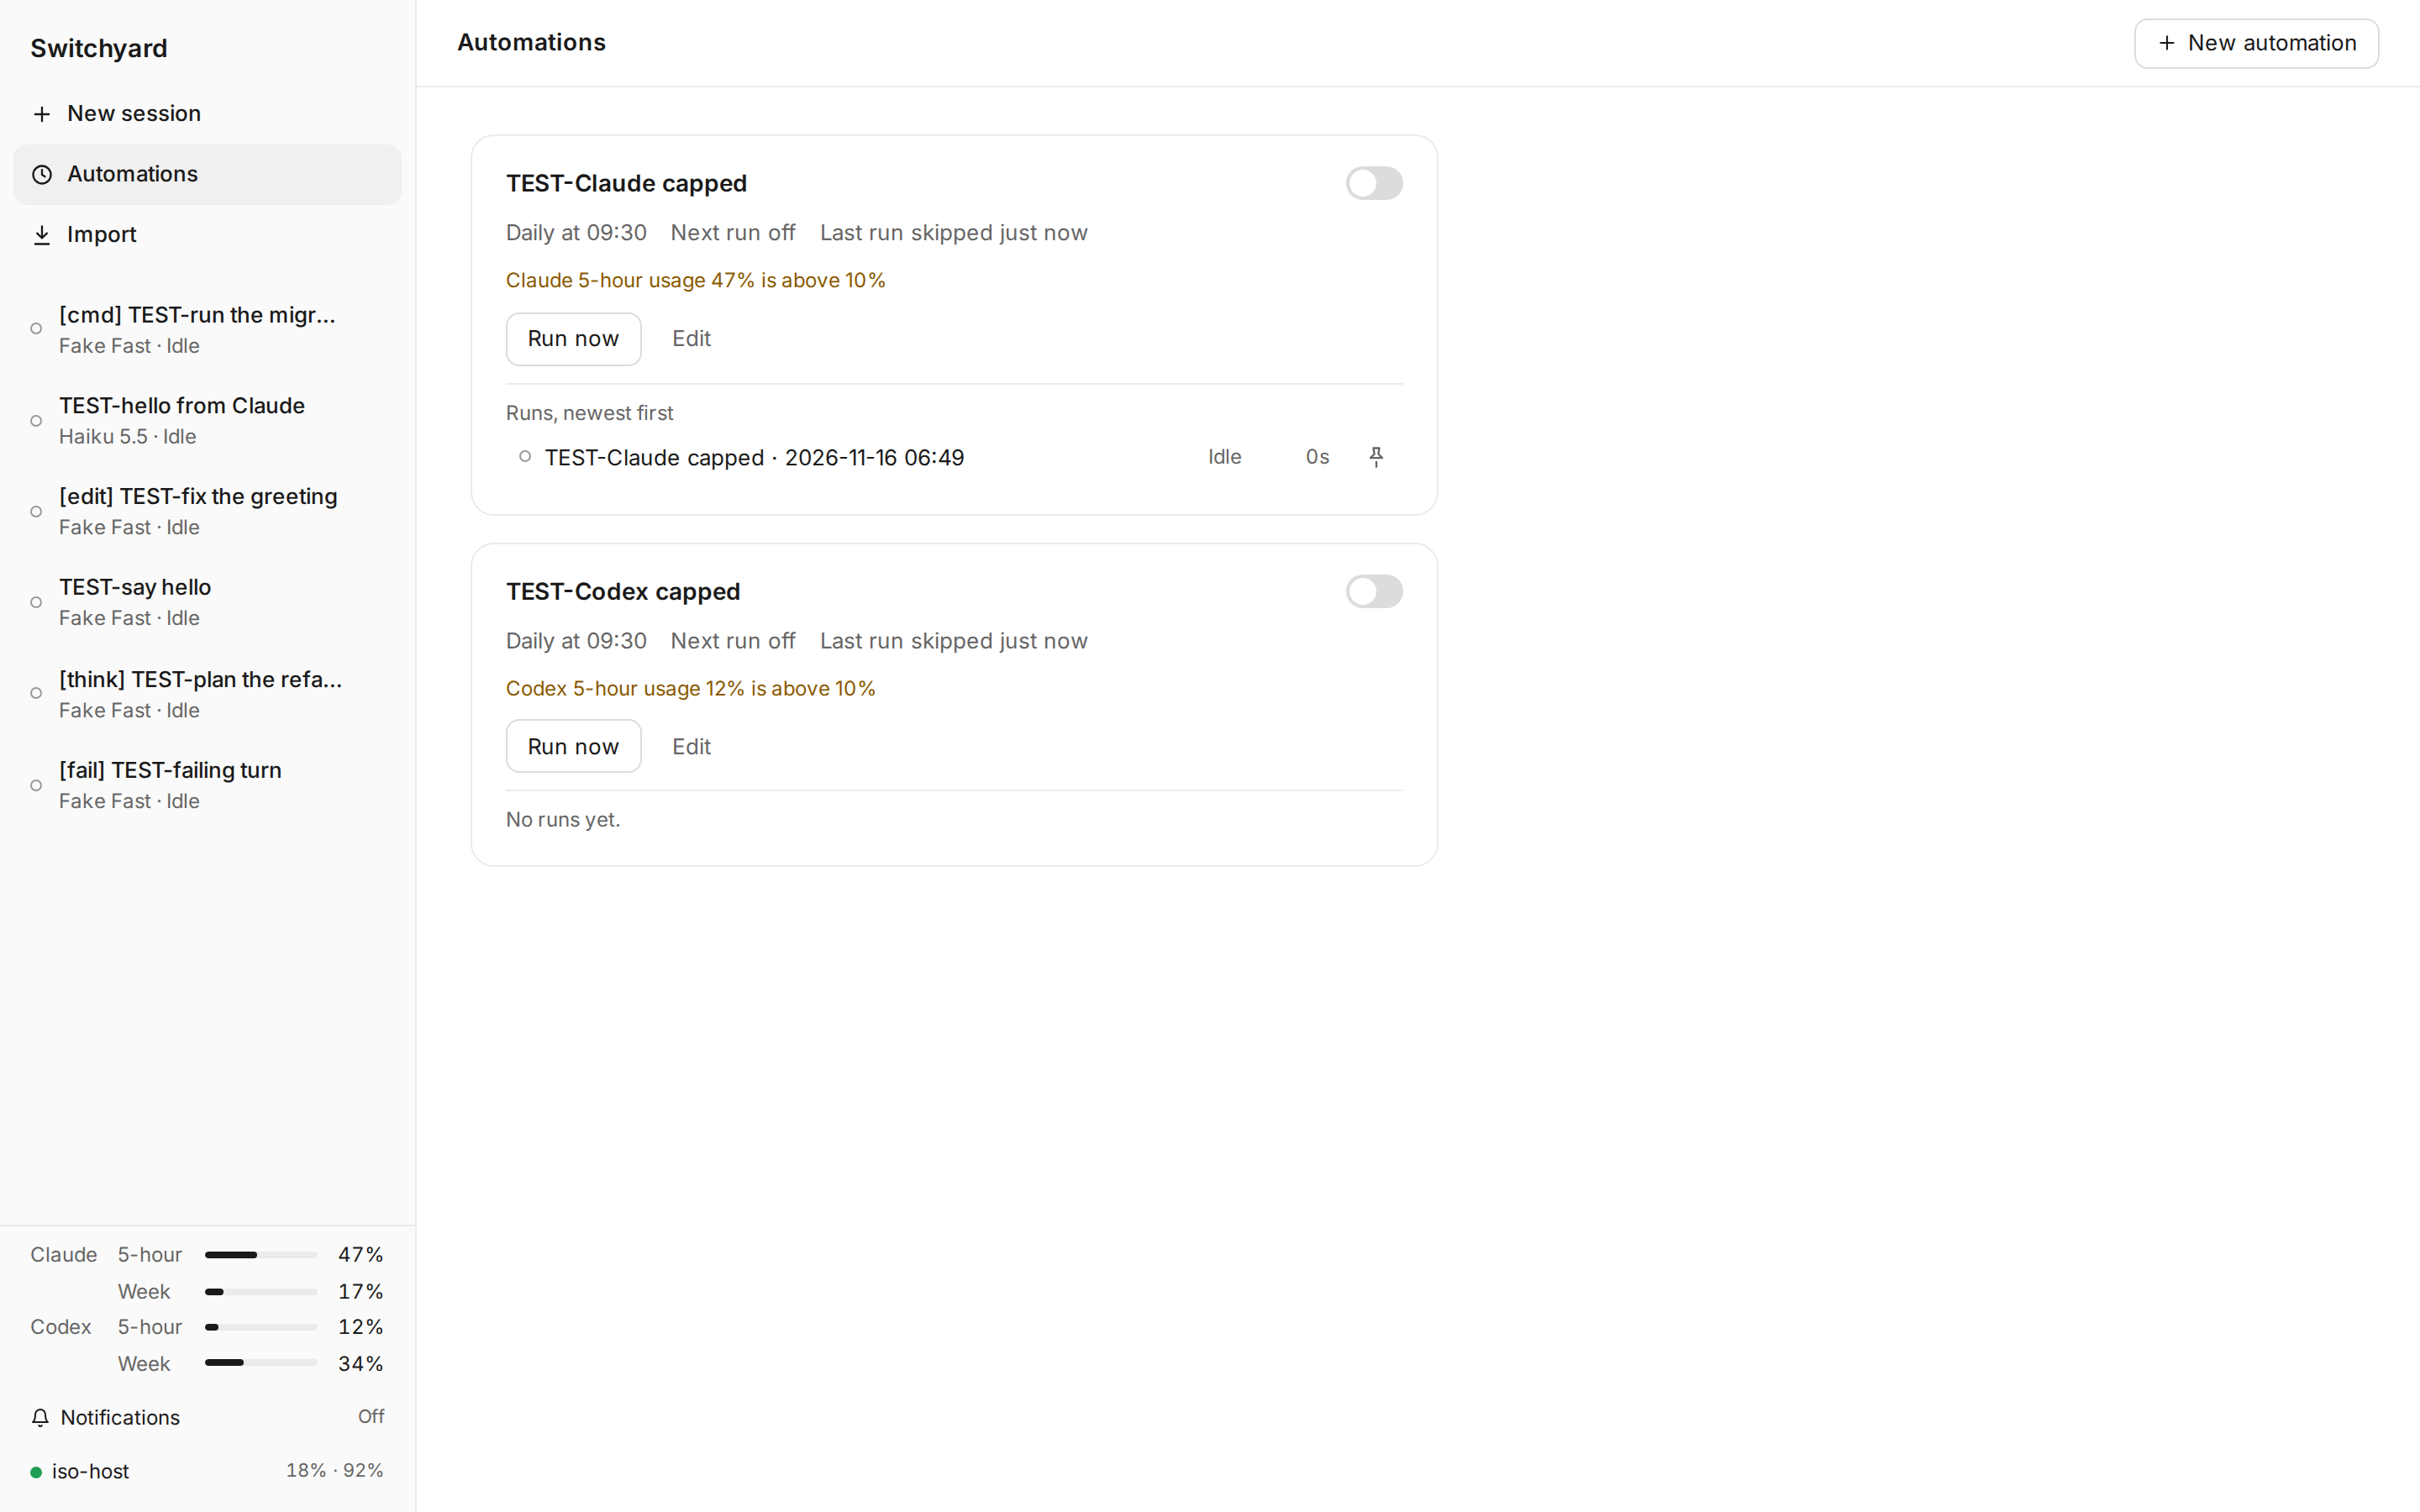 Switchyard
New session
Automations
Import
[cmd] TEST-run the migr...
Fake Fast · Idle
TEST-hello from Claude
Haiku 5.5 · Idle
[edit] TEST-fix the greeting
Fake Fast · Idle
TEST-say hello
Fake Fast · Idle
[think] TEST-plan the refa...
Fake Fast · Idle
[fail] TEST-failing turn
Fake Fast · Idle
Claude 5-hour 47%
Week 17%
Codex 5-hour 12%
Week 34%
Notifications Off
iso-host 18% · 92%
Automations
New automation
TEST-Claude capped
Daily at 09:30 Next run off Last run skipped just now
Claude 5-hour usage 47% is above 10%
Run now Edit
Runs, newest first
TEST-Claude capped · 2026-11-16 06:49 Idle 0s
TEST-Codex capped
Daily at 09:30 Next run off Last run skipped just now
Codex 5-hour usage 12% is above 10%
Run now Edit
No runs yet.